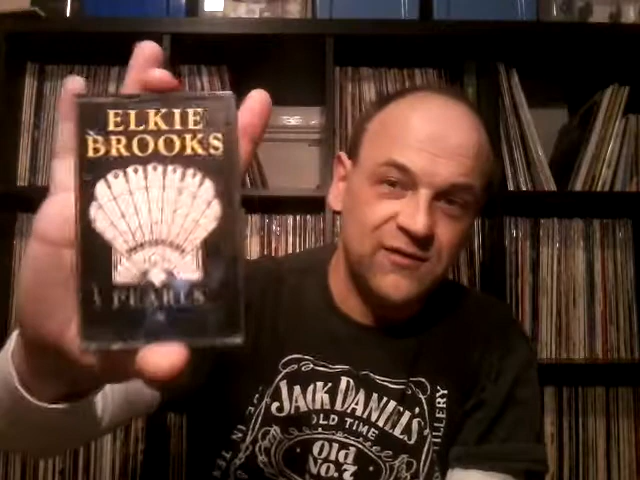 ELKIE
BROOKS
PEARLS
JACK DANIEL'S
OLD TIME
Old
No. 7